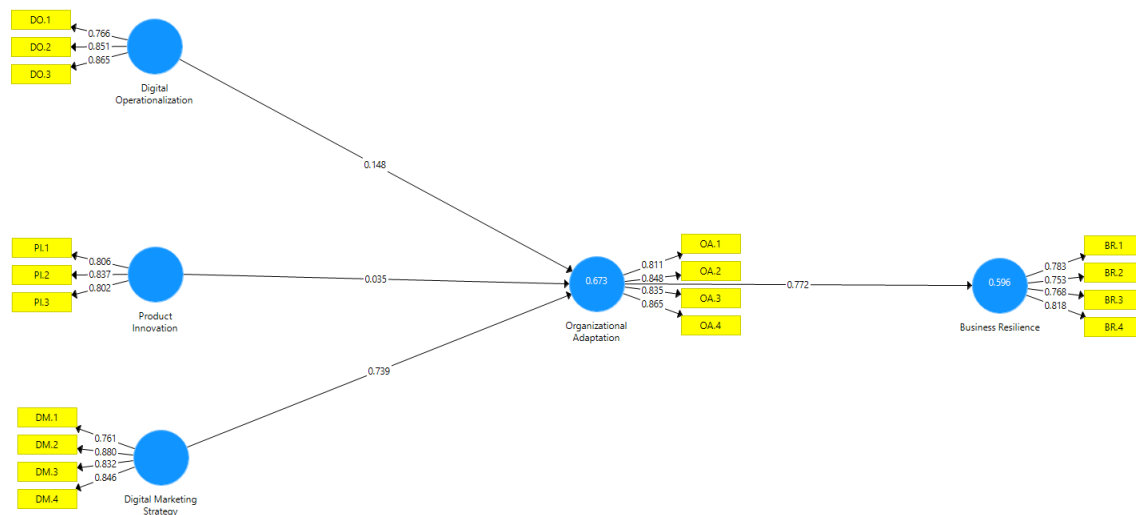 DO.1
0.766
DO.2
0.851
DO.3
0.865
Digital
Operationalization
0.148
PI.1
0.806
PI.2
0.837
PI.3
0.802
Product
Innovation
0.035
DM.1
0.761
DM.2
0.880
DM.3
0.832
DM.4
0.846
Digital Marketing
Strategy
0.739
0.673
Organizational
Adaptation
0.811
OA.1
0.848
OA.2
0.835
OA.3
0.865
OA.4
0.772
0.596
Business Resilience
0.783
BR.1
0.753
BR.2
0.768
BR.3
0.818
BR.4